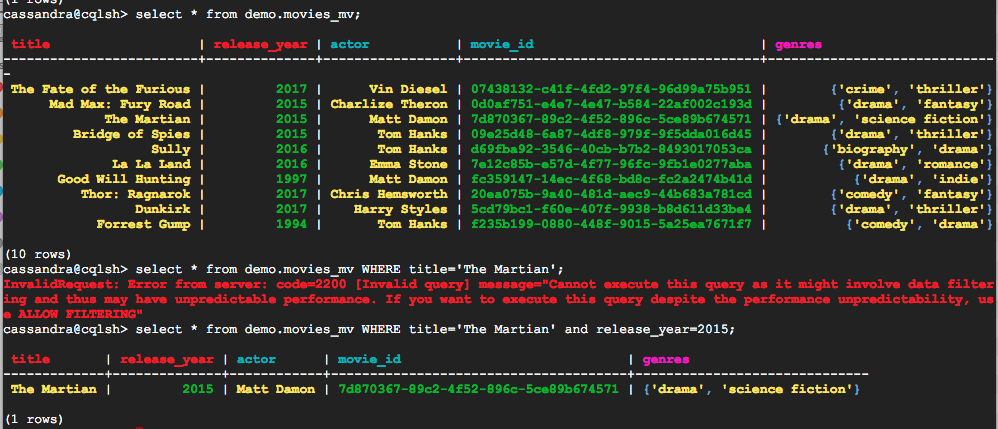 (1 rows)
cassandra@cqlsh> select * from demo.movies_mv;
title | release_year | actor | movie_id | genres
-------------------------+--------------+-----------------+--------------------------------------+-----------------------------
-
The Fate of the Furious | 2017 | Vin Diesel | 07438132-c41f-4fd2-97f4-96d99a75b951 | {'crime', 'thriller'}
Mad Max: Fury Road | 2015 | Charlize Theron | 0d0af751-e4e7-4e47-b584-22af002c193d | {'drama', 'fantasy'}
The Martian | 2015 | Matt Damon | 7d870367-89c2-4f52-896c-5ce89b674571 | {'drama', 'science fiction'}
Bridge of Spies | 2015 | Tom Hanks | 09e25d48-6a87-4df8-979f-9f5dda016d45 | {'drama', 'thriller'}
Sully | 2016 | Tom Hanks | d69fba92-3546-40cb-b7b2-8493017053ca | {'biography', 'drama'}
La La Land | 2016 | Emma Stone | 7e12c85b-e57d-4f77-96fc-9fb1e0277aba | {'drama', 'romance'}
Good Will Hunting | 1997 | Matt Damon | fc359147-14ec-4f68-bd8c-fc2a2474b41d | {'drama', 'indie'}
Thor: Ragnarok | 2017 | Chris Hemsworth | 20ea075b-9a40-481d-aec9-44b683a781cd | {'comedy', 'fantasy'}
Dunkirk | 2017 | Harry Styles | 5cd79bc1-f60e-407f-9938-b8d611d33be4 | {'drama', 'thriller'}
Forrest Gump | 1994 | Tom Hanks | f235b199-0880-448f-9015-5a25ea7671f7 | {'comedy', 'drama'}
(10 rows)
cassandra@cqlsh> select * from demo.movies_mv WHERE title='The Martian';
InvalidRequest: Error from server: code=2200 [Invalid query] message="Cannot execute this query as it might involve data filter
ing and thus may have unpredictable performance. If you want to execute this query despite the performance unpredictability, us
e ALLOW FILTERING"
cassandra@cqlsh> select * from demo.movies_mv WHERE title='The Martian' and release_year=2015;
title | release_year | actor | movie_id | genres
-------------+--------------+------------+--------------------------------------+------------------------------
The Martian | 2015 | Matt Damon | 7d870367-89c2-4f52-896c-5ce89b674571 | {'drama', 'science fiction'}
(1 rows)